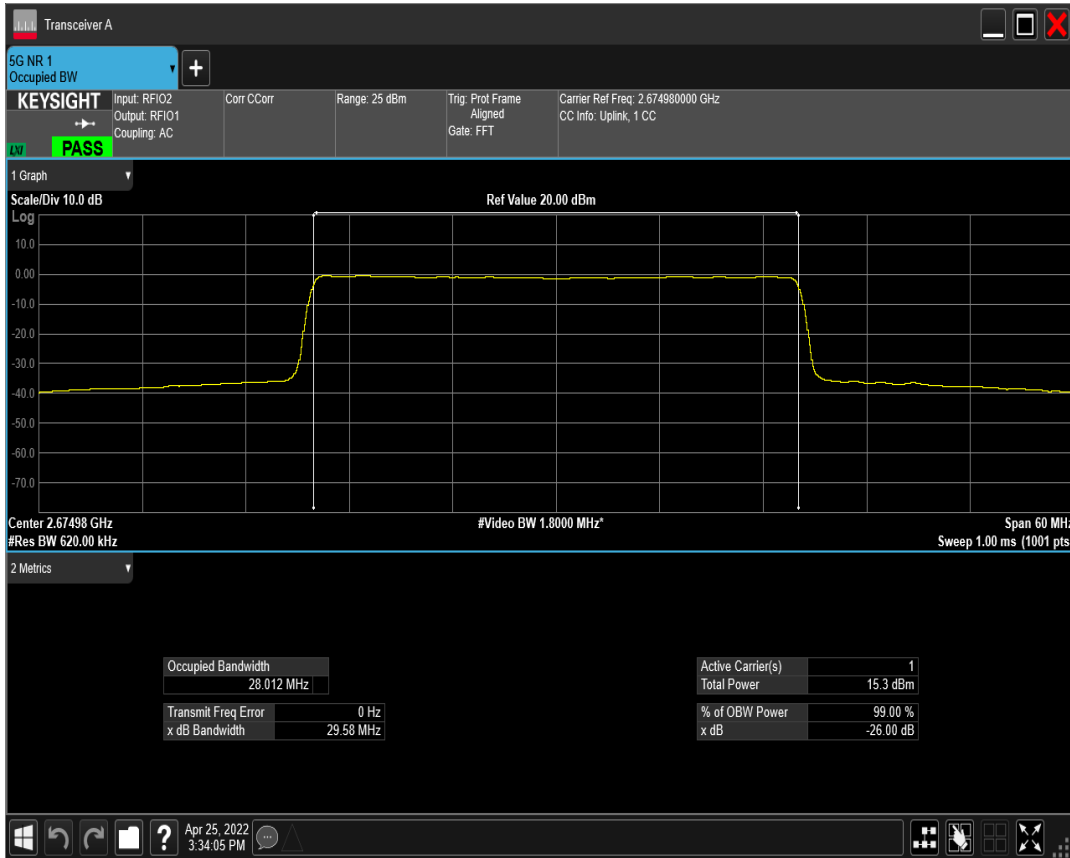 Transceiver A
5G NR 1
Occupied BW
+
KEYSIGHT
Input: RFIO2
Output: RFIO1
Coupling: AC
Corr CCorr
Range: 25 dBm
Trig: Prot Frame
Aligned
Gate: FFT
Carrier Ref Freq: 2.674980000 GHz
CC Info: Uplink, 1 CC
LXI
PASS
1 Graph
Scale/Div 10.0 dB
Ref Value 20.00 dBm
Log
10.0
0.00
-10.0
-20.0
-30.0
-40.0
-50.0
-60.0
-70.0
Center 2.67498 GHz
#Video BW 1.8000 MHz*
Span 60 MHz
#Res BW 620.00 kHz
Sweep 1.00 ms (1001 pts
2 Metrics
Occupied Bandwidth
28.012 MHz
Transmit Freq Error 0 Hz
x dB Bandwidth 29.58 MHz
Active Carrier(s) 1
Total Power 15.3 dBm
% of OBW Power 99.00 %
x dB -26.00 dB
?
Apr 25, 2022
3:34:05 PM